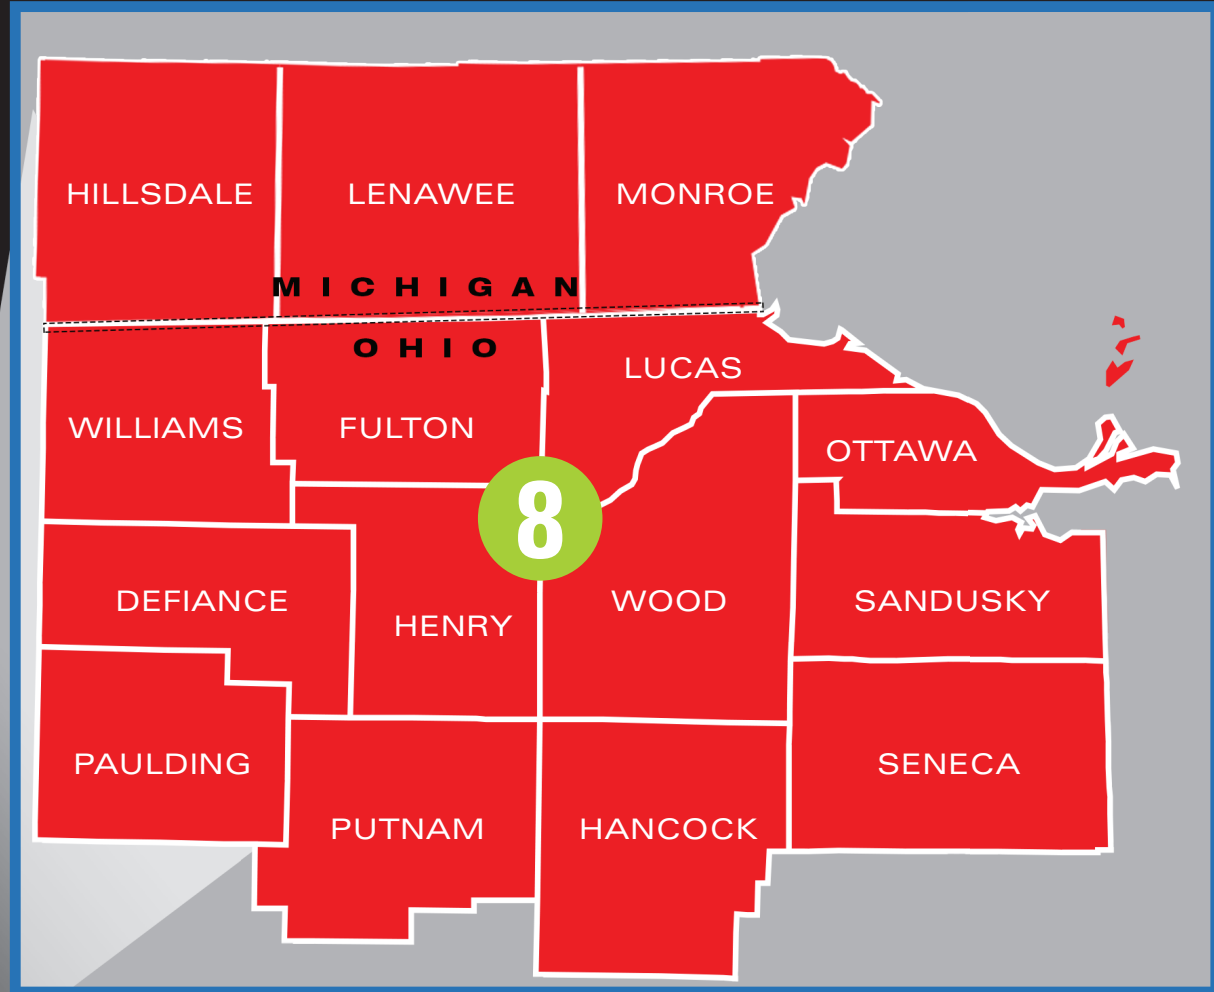 HILLSDALE
LENAWEE
MONROE
MICHIGAN
OHIO
LUCAS
WILLIAMS
FULTON
OTTAWA
8
DEFIANCE
HENRY
WOOD
SANDUSKY
PAULDING
SENECA
PUTNAM
HANCOCK